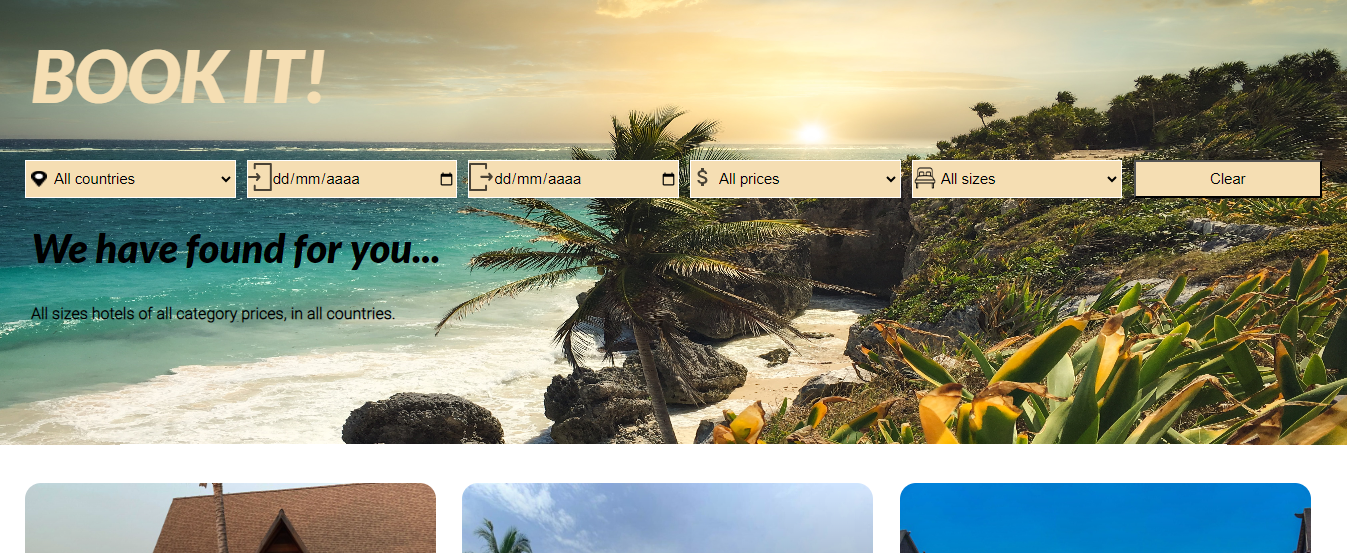 BOOK IT!
All countries dd/mm/aaaa dd/mm/aaaa $ All prices All sizes Clear
We have found for you...
All sizes hotels of all category prices, in all countries.